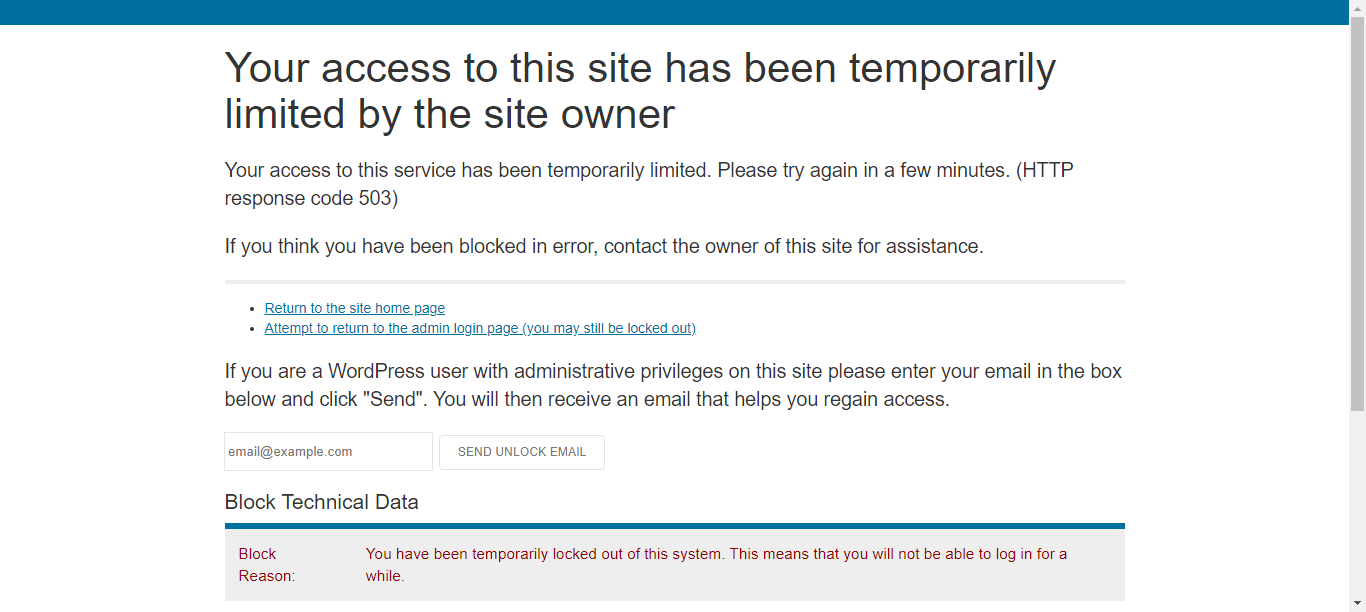 Your access to this site has been temporarily
limited by the site owner
Your access to this service has been temporarily limited. Please try again in a few minutes. (HTTP
response code 503)
If you think you have been blocked in error, contact the owner of this site for assistance.
Return to the site home page
Attempt to return to the admin login page (you may still be locked out)
If you are a WordPress user with administrative privileges on this site please enter your email in the box
below and click "Send". You will then receive an email that helps you regain access.
email@example.com SEND UNLOCK EMAIL
Block Technical Data
Block You have been temporarily locked out of this system. This means that you will not be able to log in for a
Reason: while.